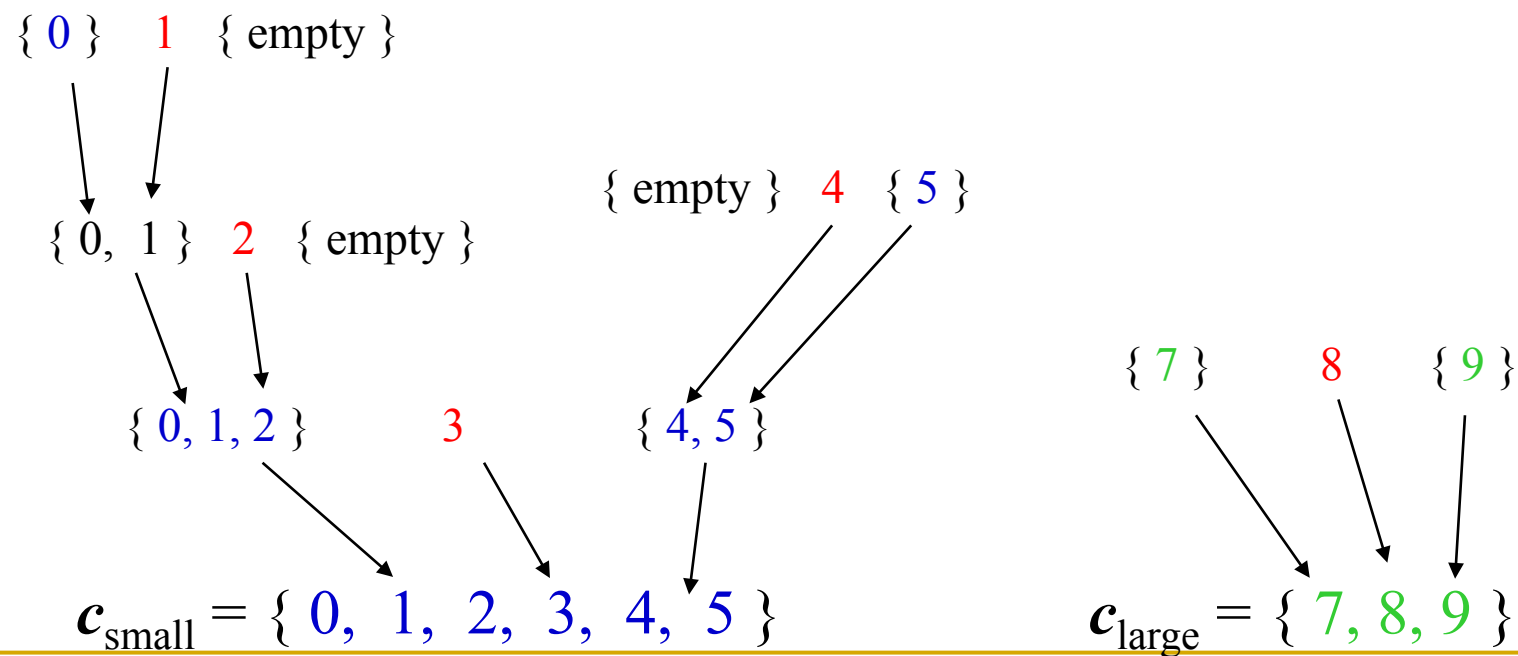 { 0 } 1 { empty }
{ empty } 4 { 5 }
{ 0, 1 } 2 { empty }
{ 7 } 8 { 9 }
{ 0, 1, 2 } 3 { 4, 5 }
c_small = { 0, 1, 2, 3, 4, 5 } c_large = { 7, 8, 9 }